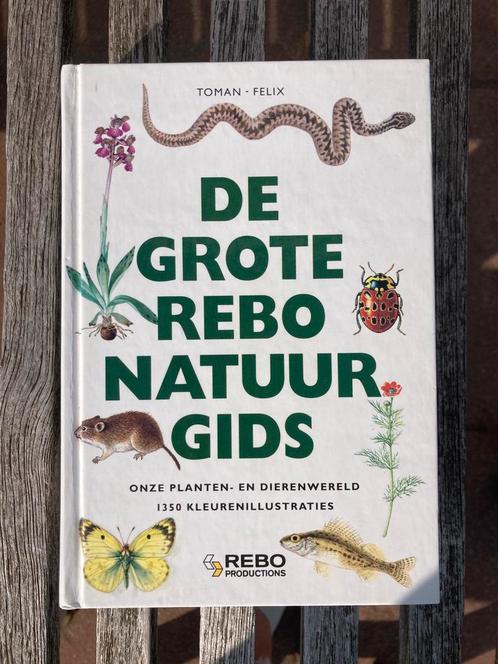 TOMAN - FELIX
DE
GROTE
REBO
NATUUR
GIDS
ONZE PLANTEN- EN DIERENWERELD
1350 KLEURENILLUSTRATIES
REBO
PRODUCTIONS